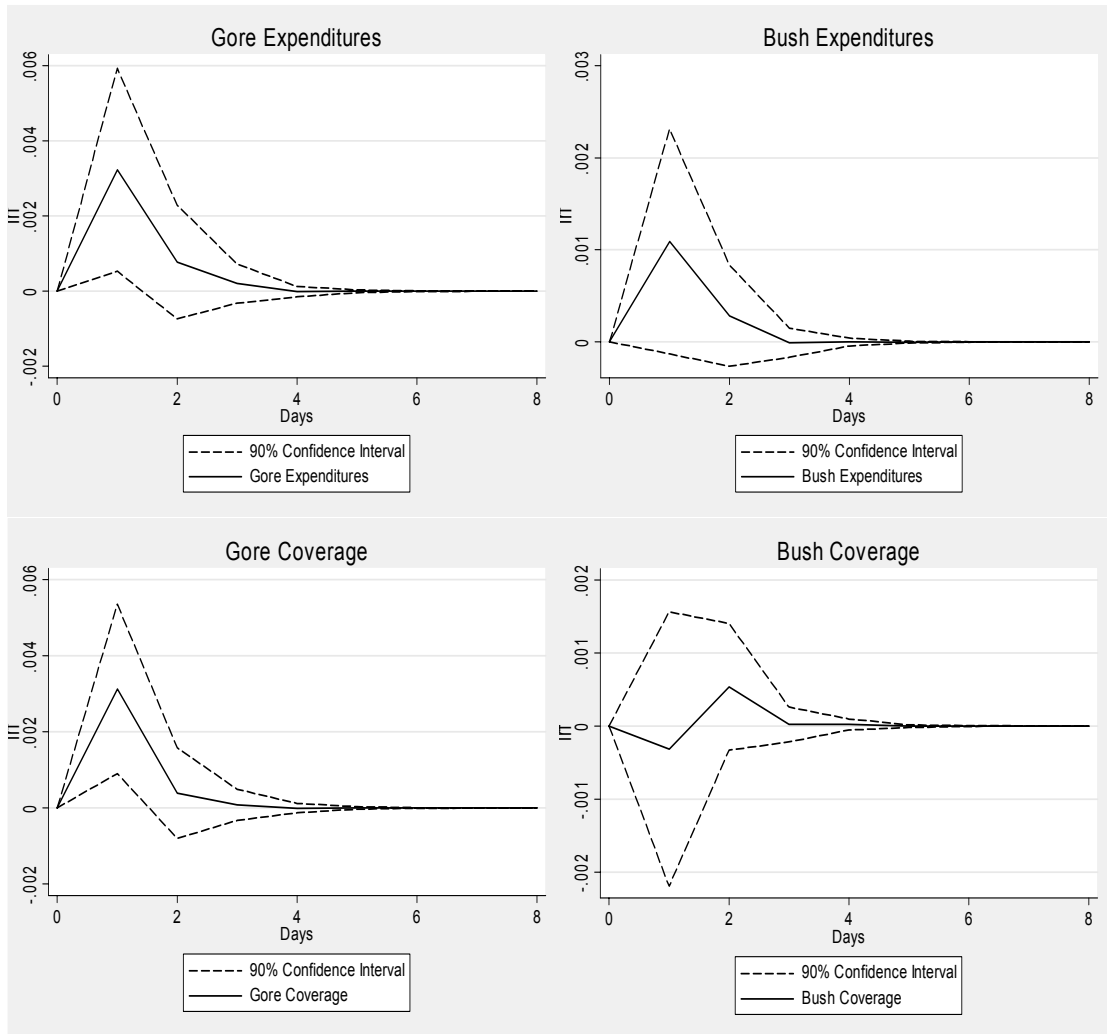 Gore Expenditures
.006
.004
.002
0
-.002
Irf
0 2 4 6 8
Days
90% Confidence Interval
Gore Expenditures
Bush Expenditures
.003
.002
.001
0
Irf
0 2 4 6 8
Days
90% Confidence Interval
Bush Expenditures
Gore Coverage
.006
.004
.002
0
-.002
Irf
0 2 4 6 8
Days
90% Confidence Interval
Gore Coverage
Bush Coverage
.002
.001
0
-.001
-.002
Irf
0 2 4 6 8
Days
90% Confidence Interval
Bush Coverage